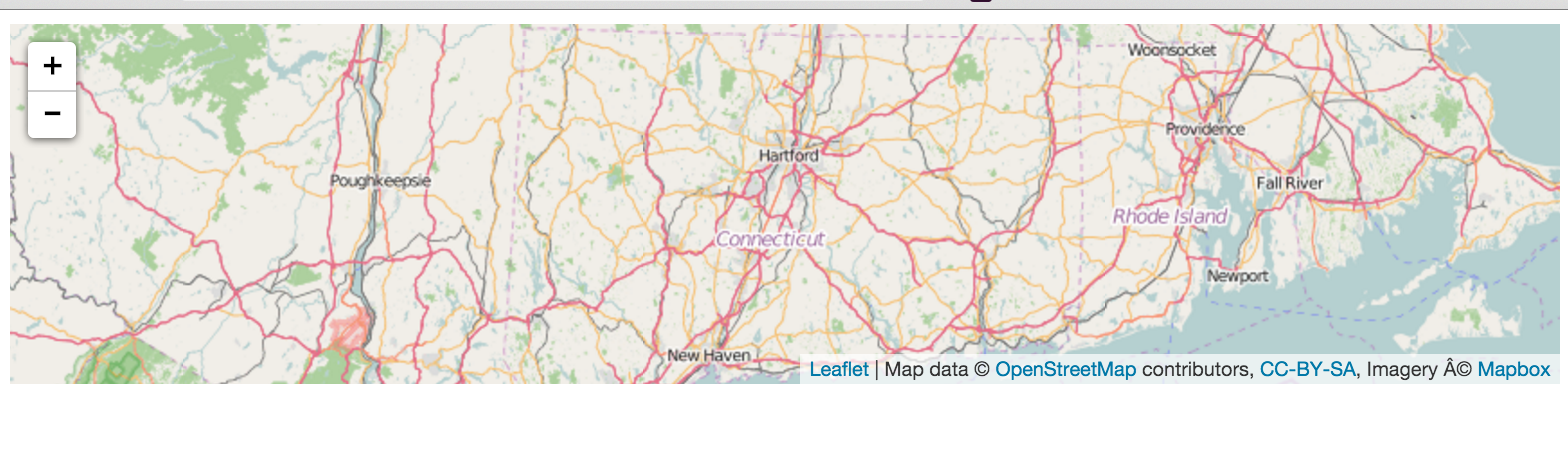 +
−
Woonsocket
Providence
Hartford
Poughkeepsie
Fall River
Rhode Island
Connecticut
Newport
New Haven
Leaflet | Map data © OpenStreetMap contributors, CC-BY-SA, Imagery Â© Mapbox